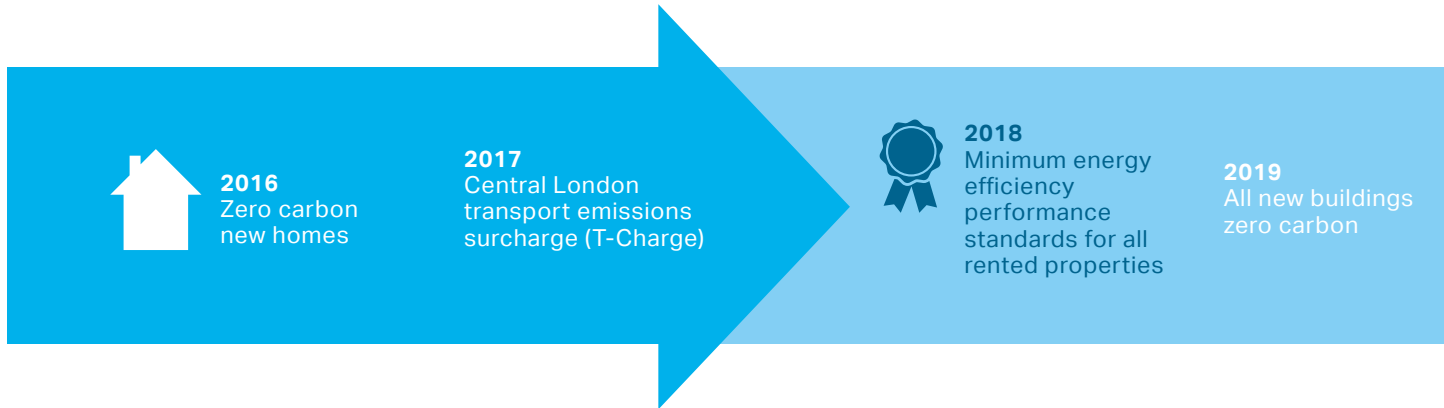 2016
Zero carbon
new homes
2017
Central London
transport emissions
surcharge (T-Charge)
2018
Minimum energy
efficiency
performance
standards for all
rented properties
2019
All new buildings
zero carbon